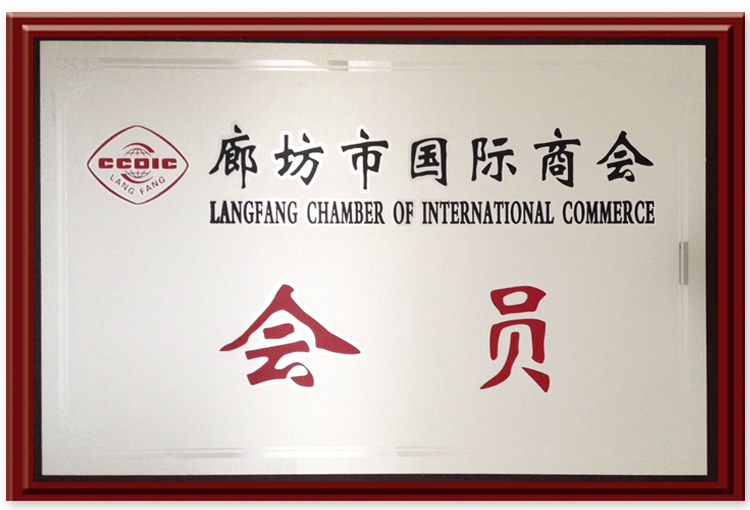 廊坊市国际商会
CCOIC
LANG FANG
LANGFANG CHAMBER OF INTERNATIONAL COMMERCE
会员